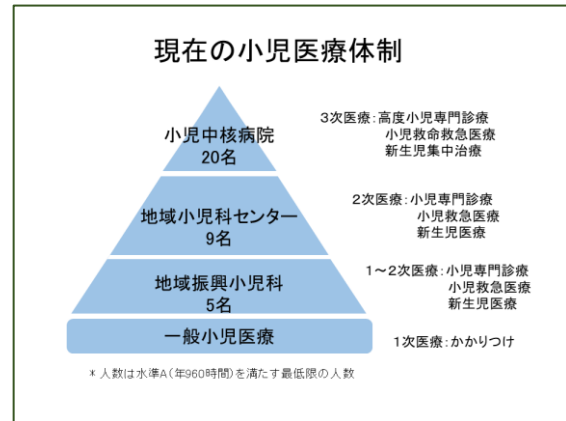 現在の小児医療体制
小児中核病院
20名
3次医療：高度小児専門診療
小児救命救急医療
新生児集中治療
地域小児科センター
9名
2次医療：小児専門診療
小児救急医療
新生児医療
地域振興小児科
5名
1～2次医療：小児専門診療
小児救急医療
新生児医療
一般小児医療
1次医療：かかりつけ
* 人数は水準A（年960時間）を満たす最低限の人数